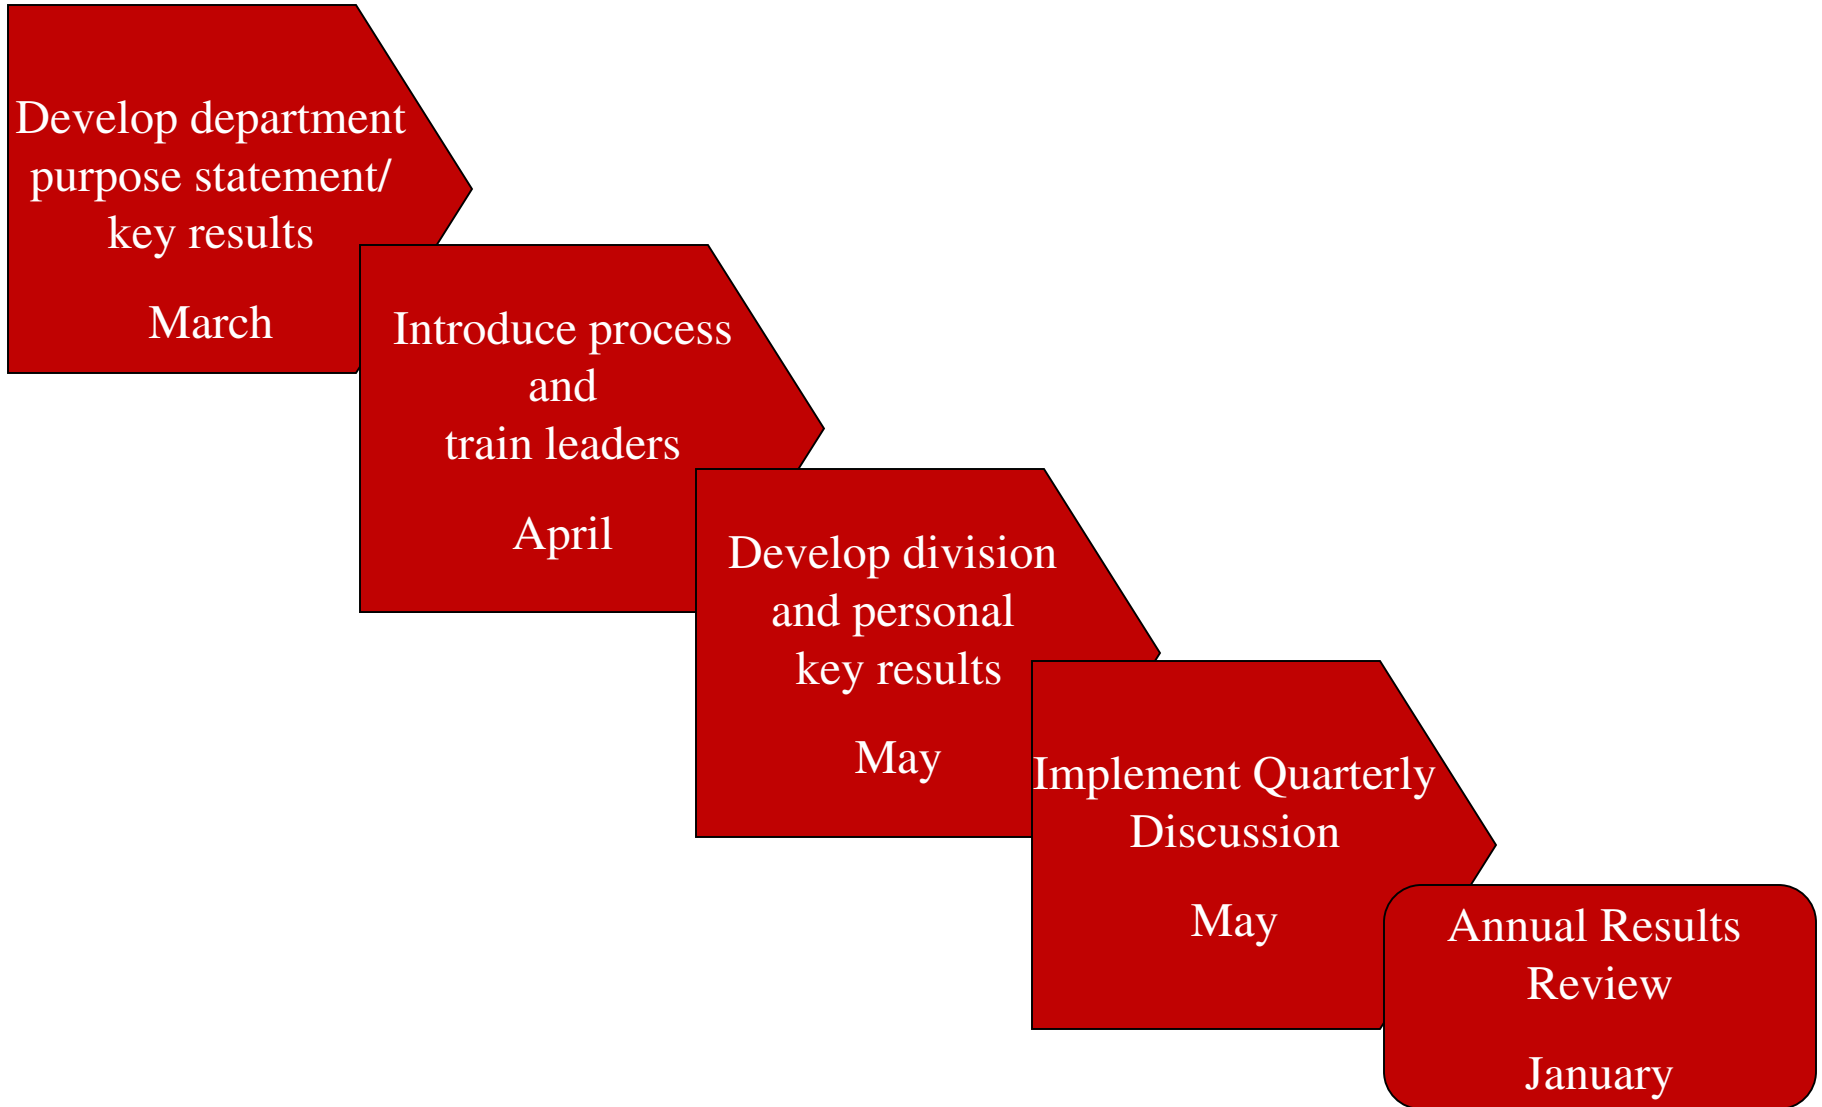 Develop department
purpose statement/
key results
March
Introduce process
and
train leaders
April
Develop division
and personal
key results
May
Implement Quarterly
Discussion
May
Annual Results
Review
January